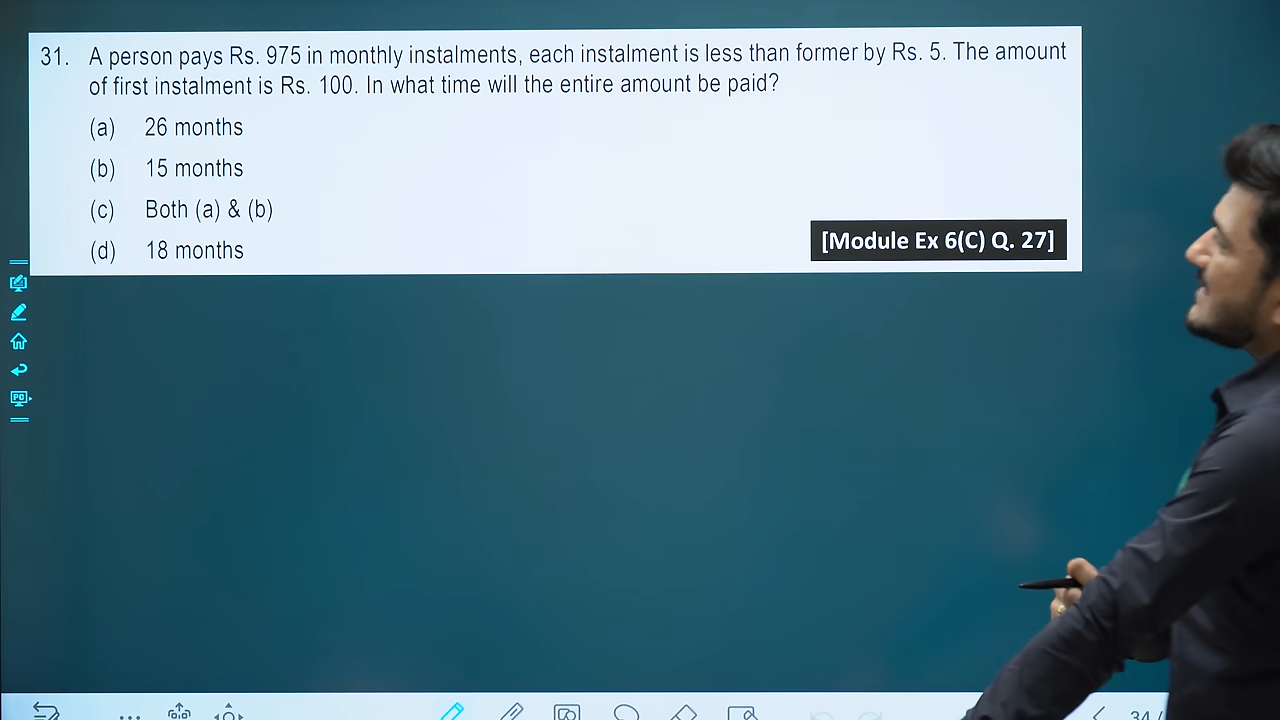 31. A person pays Rs. 975 in monthly instalments, each instalment is less than former by Rs. 5. The amount
of first instalment is Rs. 100. In what time will the entire amount be paid?
(a) 26 months
(b) 15 months
(c) Both (a) & (b)
(d) 18 months
[Module Ex 6(C) Q. 27]
PC
34 /